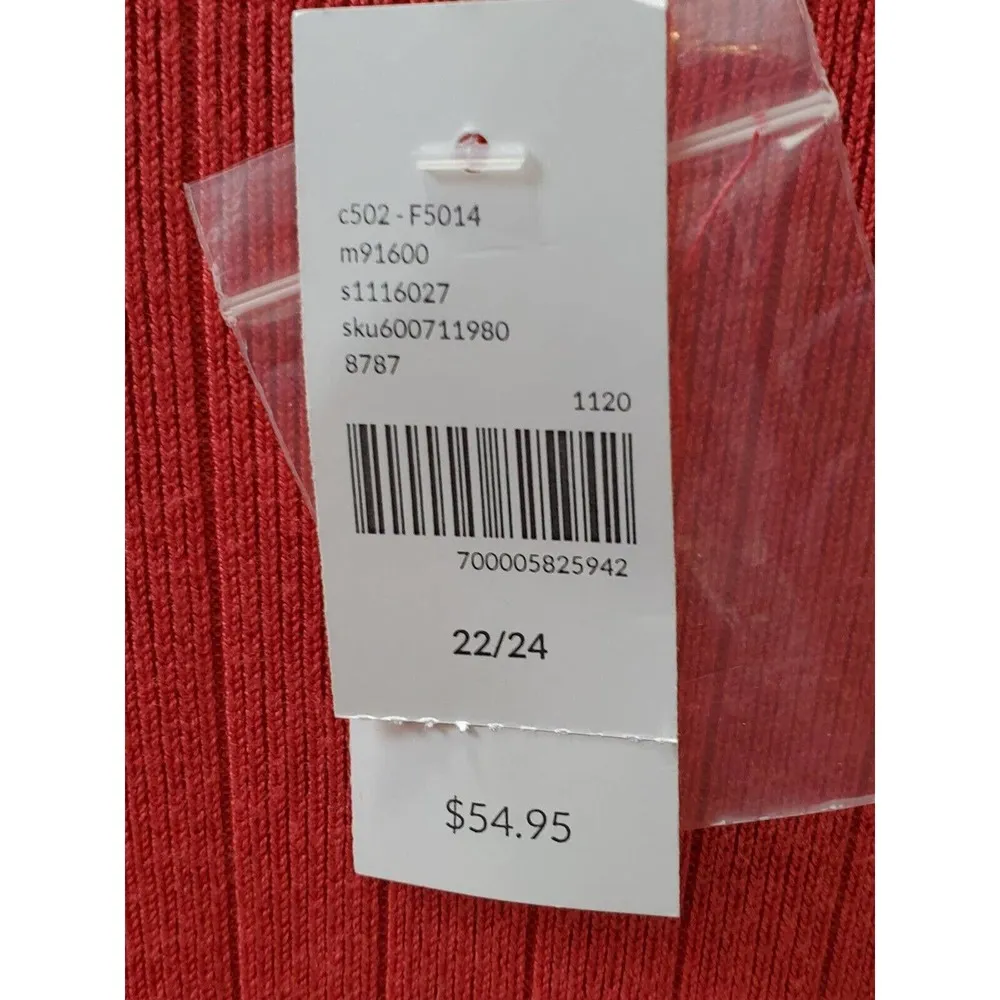 c502 - F5014
m91600
s1116027
sku600711980
8787
1120
700005825942
22/24
$54.95